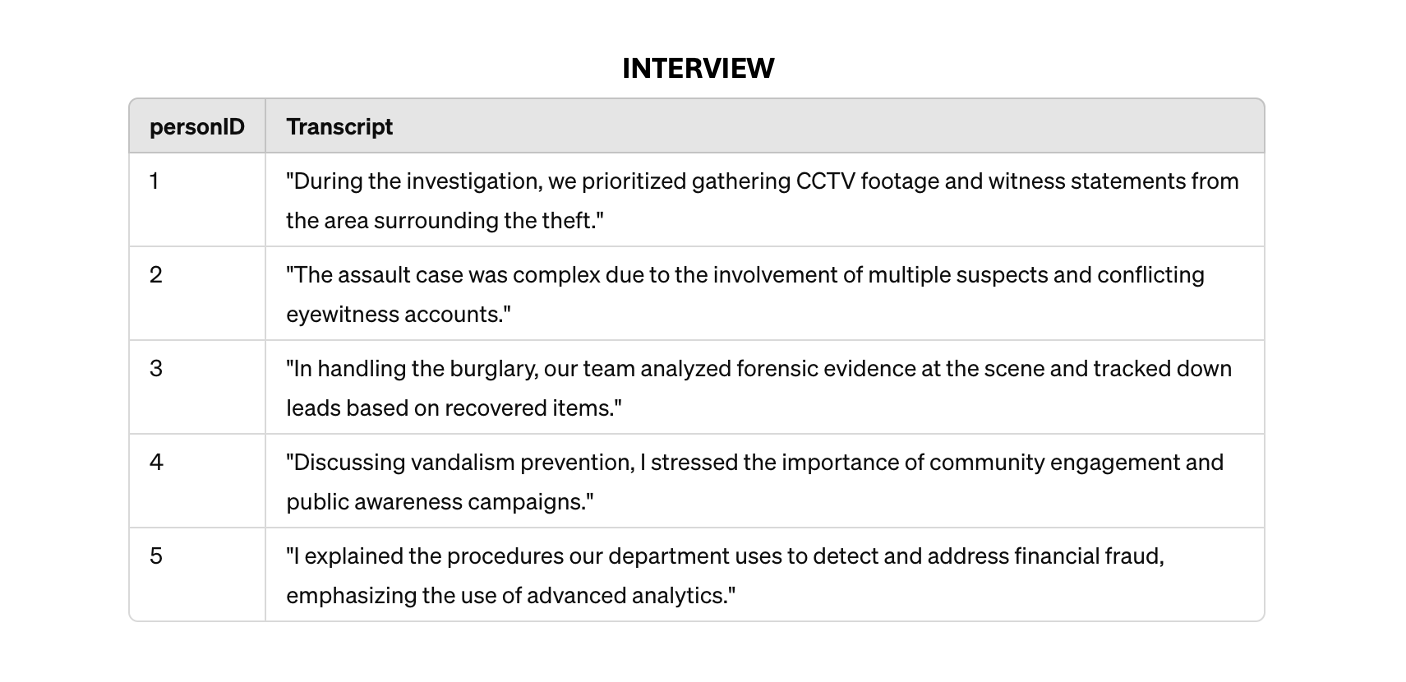 INTERVIEW
personID Transcript
1 "During the investigation, we prioritized gathering CCTV footage and witness statements from
the area surrounding the theft."
2 "The assault case was complex due to the involvement of multiple suspects and conflicting
eyewitness accounts."
3 "In handling the burglary, our team analyzed forensic evidence at the scene and tracked down
leads based on recovered items."
4 "Discussing vandalism prevention, I stressed the importance of community engagement and
public awareness campaigns."
5 "I explained the procedures our department uses to detect and address financial fraud,
emphasizing the use of advanced analytics."